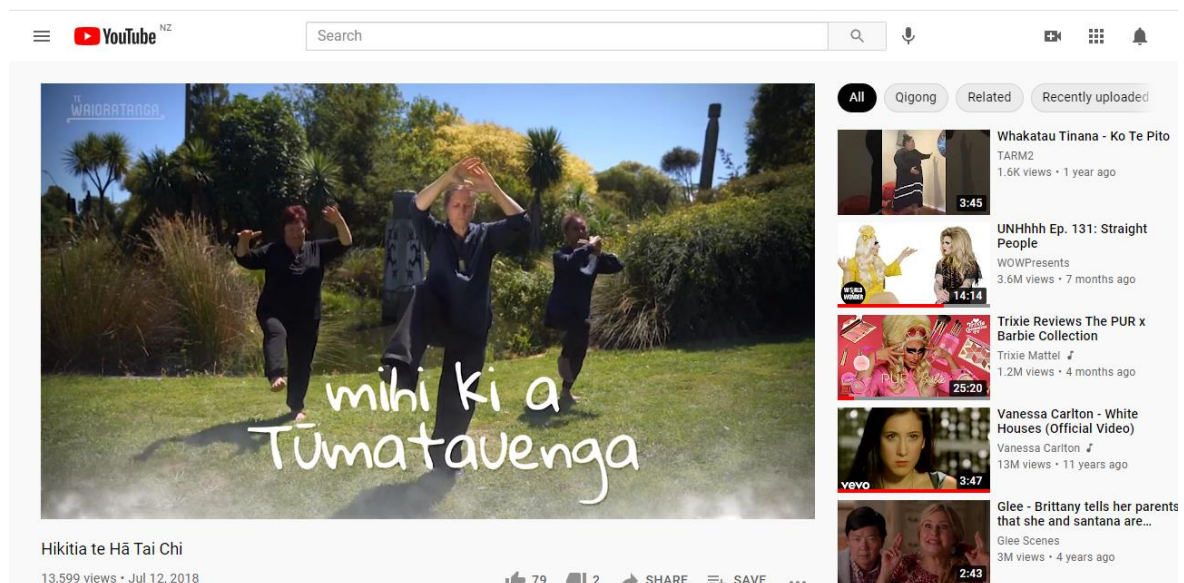 YouTube NZ
Search
TE
WAIORATANGA
mihi ki a
Tūmatauenga
Hikitia te Hā Tai Chi
13,599 views • Jul 12, 2018
79
2
SHARE
SAVE
All
Qigong
Related
Recently uploaded
3:45
Whakatau Tinana - Ko Te Pito
TARM2
1.6K views • 1 year ago
WORLD
WONDER
14:14
UNHhhh Ep. 131: Straight
People
WOWPresents
3.6M views • 7 months ago
PUR Barbie
25:20
Trixie Reviews The PUR x
Barbie Collection
Trixie Mattel
1.2M views • 4 months ago
vevo
3:47
Vanessa Carlton - White
Houses (Official Video)
Vanessa Carlton
13M views • 11 years ago
2:43
Glee - Brittany tells her parents
that she and santana are...
Glee Scenes
3M views • 4 years ago